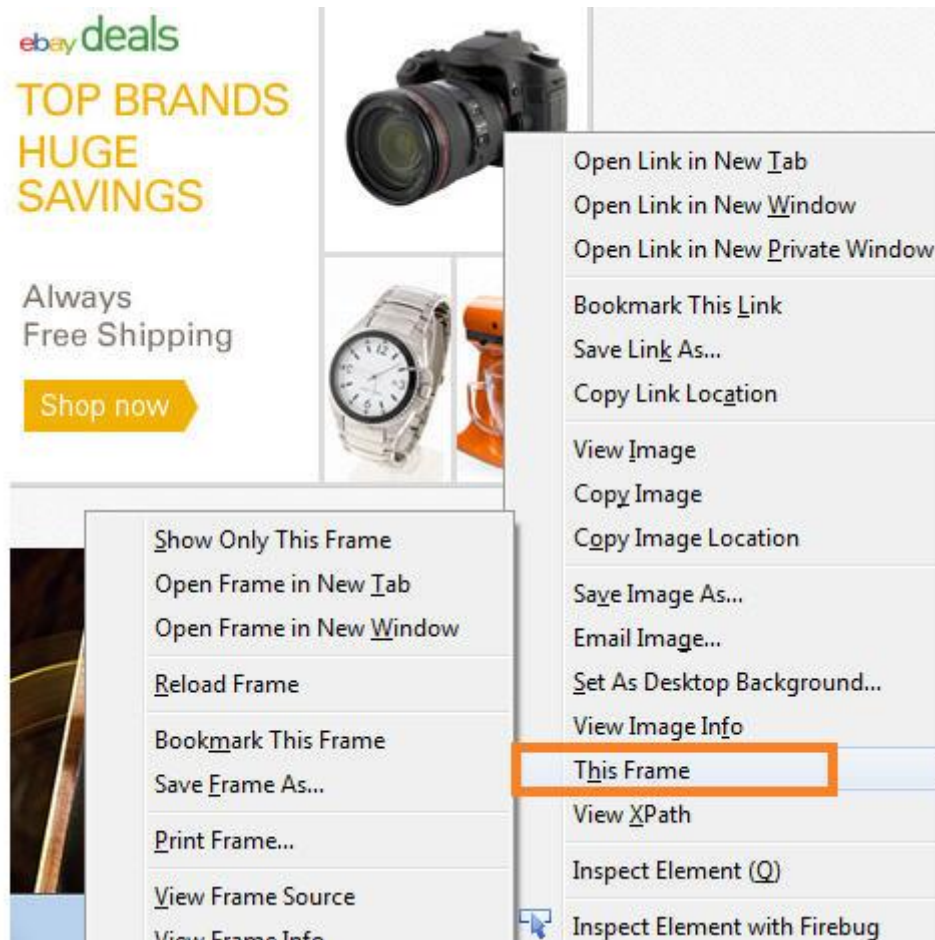 ebay deals
TOP BRANDS
HUGE
SAVINGS
Always
Free Shipping
Shop now
Open Link in New Tab
Open Link in New Window
Open Link in New Private Window
Bookmark This Link
Save Link As...
Copy Link Location
View Image
Copy Image
Copy Image Location
Save Image As...
Email Image...
Set As Desktop Background...
View Image Info
This Frame
View XPath
Inspect Element (Q)
Inspect Element with Firebug
Show Only This Frame
Open Frame in New Tab
Open Frame in New Window
Reload Frame
Bookmark This Frame
Save Frame As...
Print Frame...
View Frame Source
View Frame Info